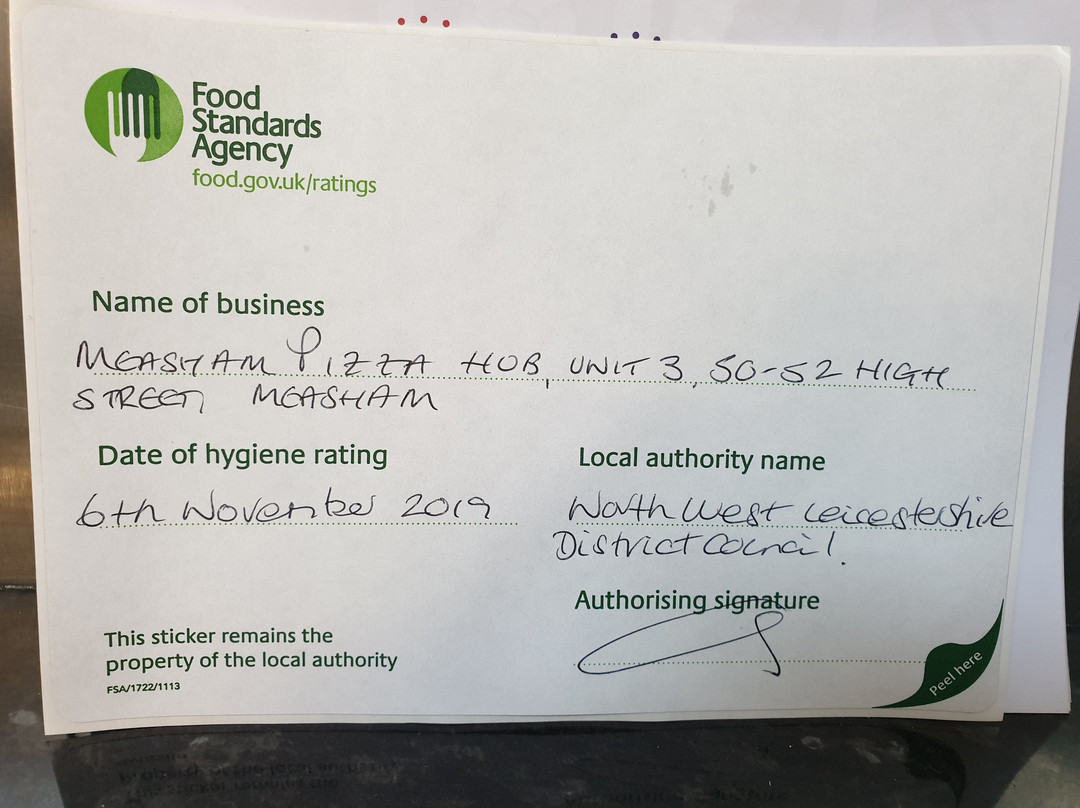 Food
Standards
Agency
food.gov.uk/ratings
Name of business
MEASHAM PIZZA HUB, UNIT 3, 50-52 HIGH
STREET, MEASHAM
Date of hygiene rating
6th November 2019
Local authority name
North West Leicestershire
District Council.
Authorising signature
This sticker remains the
property of the local authority
FSA/1722/1113
Peel here